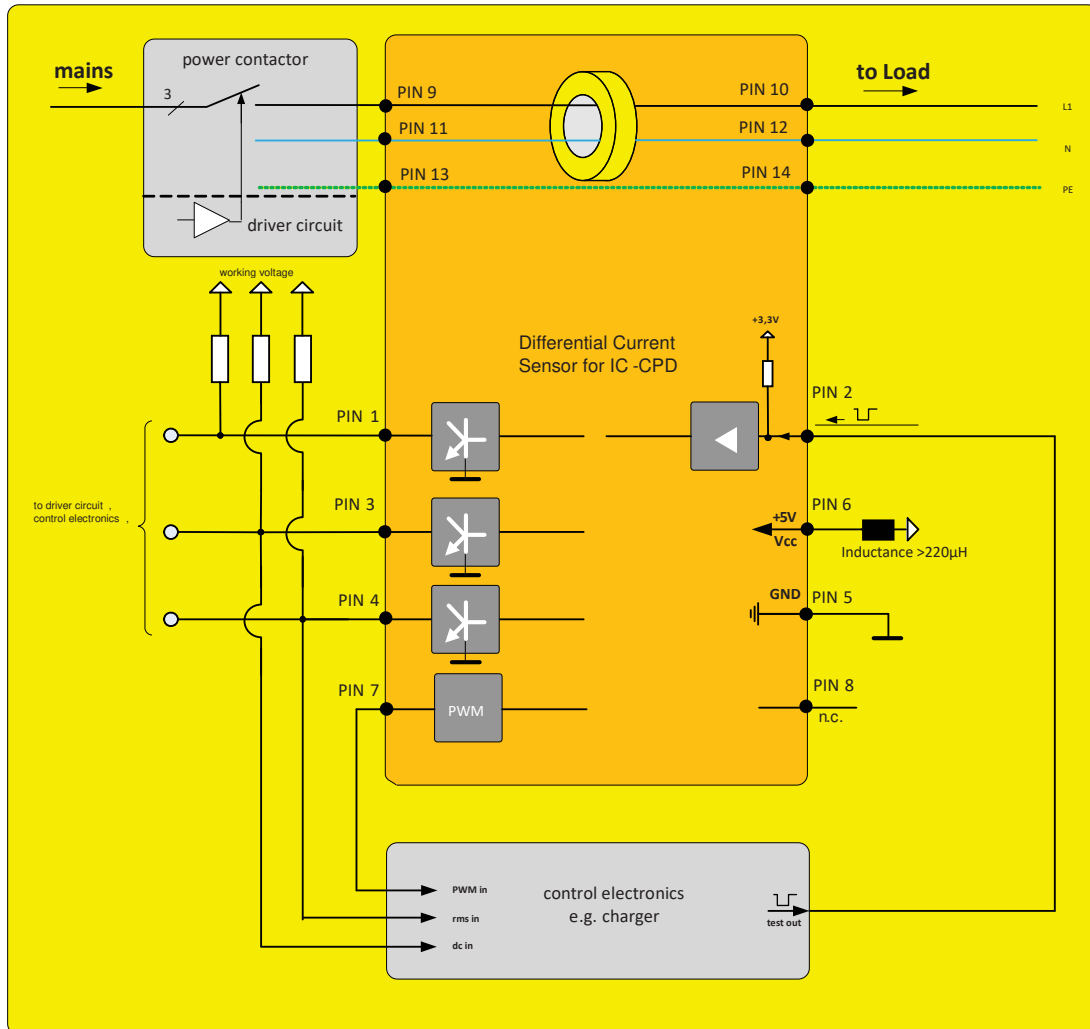 power contactor
mains
3
PIN 9
PIN 10
to Load
L1
PIN 11
PIN 12
N
PIN 13
PIN 14
PE
driver circuit
working voltage
+3,3V
Differential Current
Sensor for IC -CPD
PIN 1
PIN 2
to driver circuit ,
control electronics ,
PIN 3
PIN 6
+5V
Vcc
Inductance >220µH
PIN 4
GND
PIN 5
PIN 7
PWM
PIN 8
n.c.
PWM in
rms in
dc in
control electronics
e.g. charger
test out